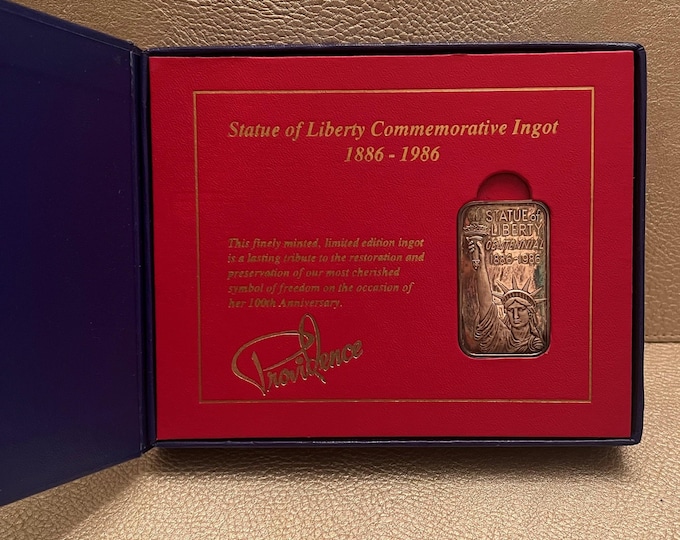 Statue of Liberty Commemorative Ingot
1886 - 1986
This finely minted, limited edition ingot
is a lasting tribute to the restoration and
preservation of our most cherished
symbol of freedom on the occasion of
her 100th Anniversary.
Providence
STATUE of
LIBERTY
CENTENNIAL
1886-1986